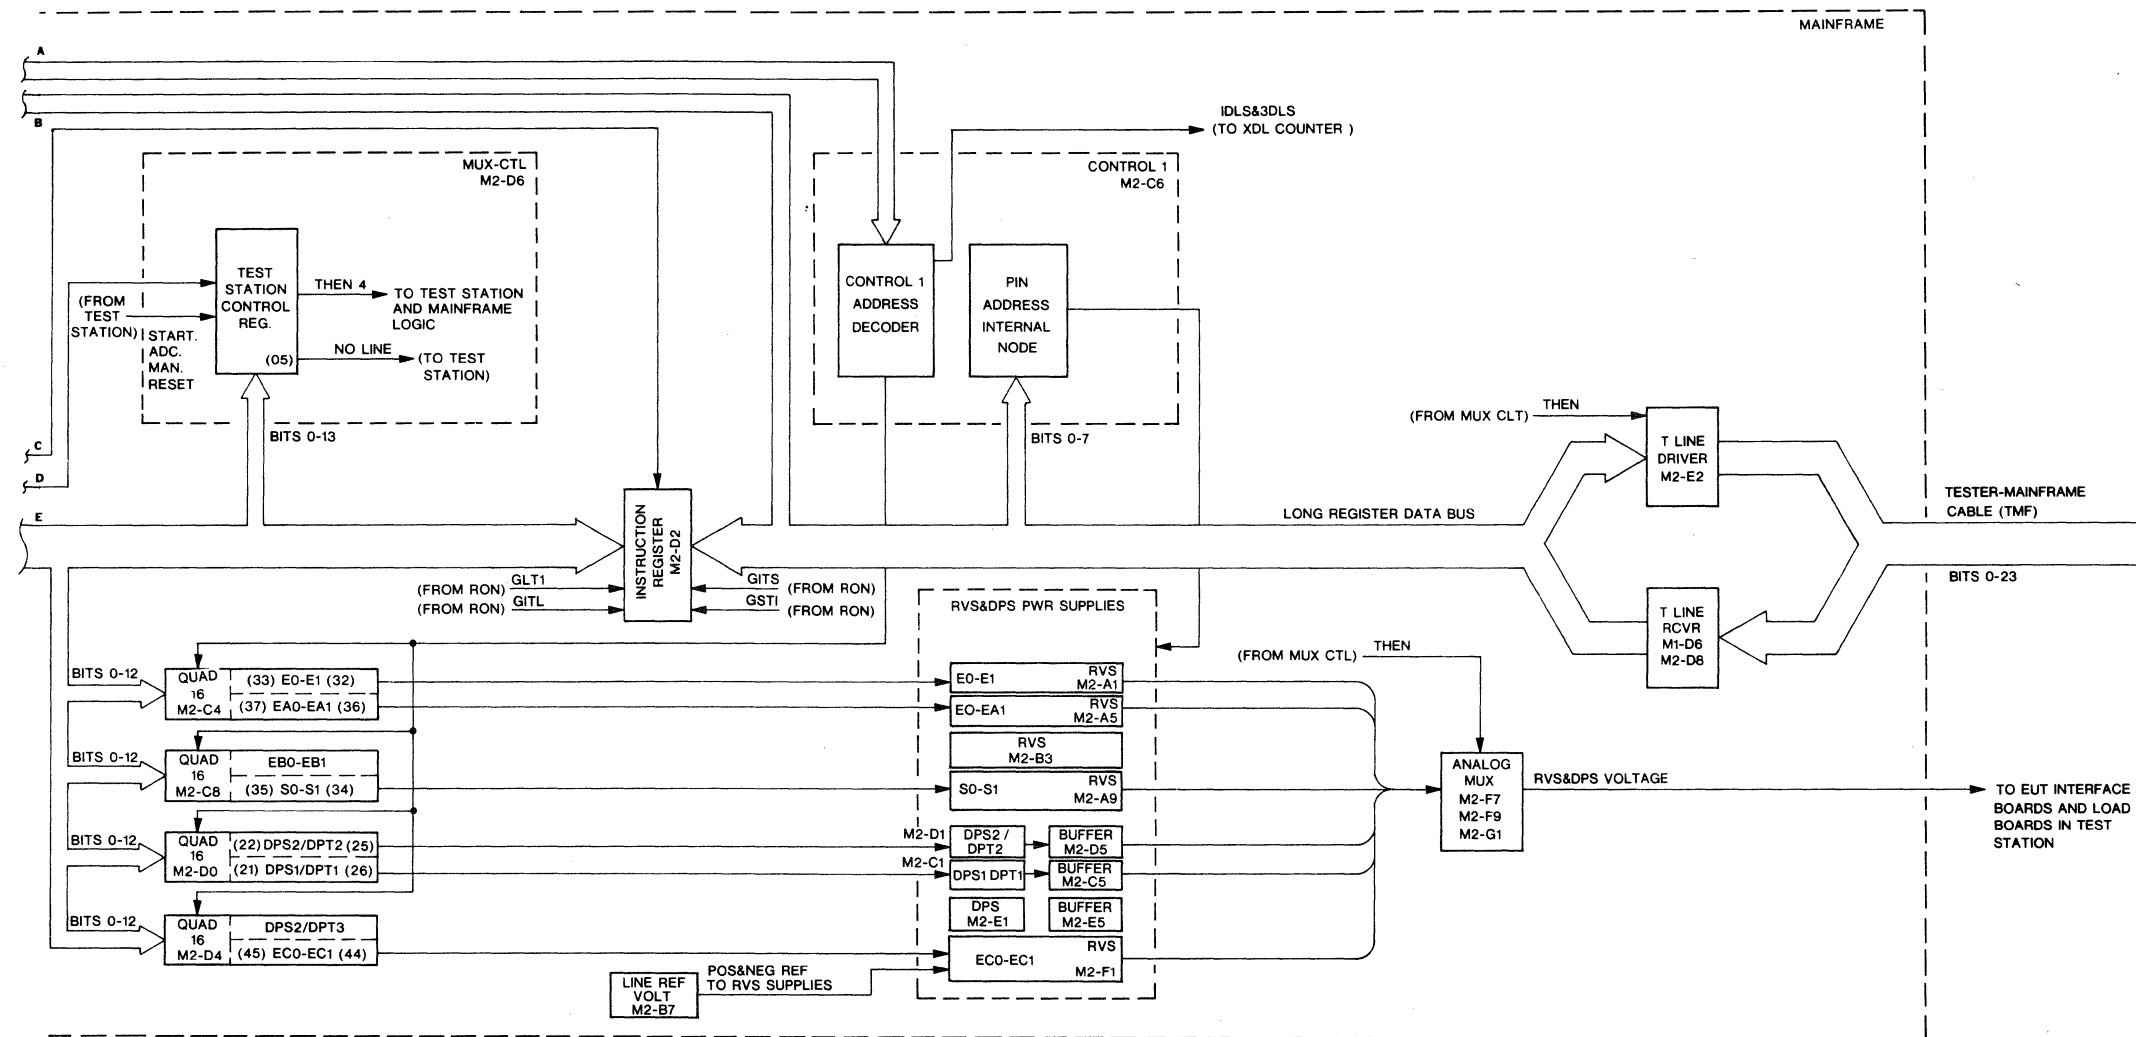 MAINFRAME
A
B
IDLS&3DLS
(TO XDL COUNTER )
MUX-CTL
M2-D6
CONTROL 1
M2-C6
TEST
STATION
CONTROL
REG.
(05)
THEN 4
TO TEST STATION
AND MAINFRAME
LOGIC
NO LINE
(TO TEST
STATION)
(FROM
TEST
STATION)
START.
ADC.
MAN.
RESET
CONTROL 1
ADDRESS
DECODER
PIN
ADDRESS
INTERNAL
NODE
BITS 0-13
BITS 0-7
C
D
E
(FROM MUX CLT)
THEN
T LINE
DRIVER
M2-E2
TESTER-MAINFRAME
CABLE (TMF)
BITS 0-23
LONG REGISTER DATA BUS
INSTRUCTION
REGISTER
M2-D2
(FROM RON) GLT1
(FROM RON) GITL
GITS (FROM RON)
GSTI (FROM RON)
T LINE
RCVR
M1-D6
M2-D8
RVS&DPS PWR SUPPLIES
(FROM MUX CTL)
THEN
BITS 0-12
QUAD
16
M2-C4
(33) E0-E1 (32)
(37) EA0-EA1 (36)
E0-E1
RVS
M2-A1
EO-EA1
RVS
M2-A5
RVS
M2-B3
BITS 0-12
QUAD
16
M2-C8
EB0-EB1
(35) S0-S1 (34)
S0-S1
RVS
M2-A9
ANALOG
MUX
M2-F7
M2-F9
M2-G1
RVS&DPS VOLTAGE
TO EUT INTERFACE
BOARDS AND LOAD
BOARDS IN TEST
STATION
BITS 0-12
QUAD
16
M2-D0
(22) DPS2/DPT2 (25)
(21) DPS1/DPT1 (26)
M2-D1
DPS2 /
DPT2
BUFFER
M2-D5
M2-C1
DPS1 DPT1
BUFFER
M2-C5
DPS
M2-E1
BUFFER
M2-E5
BITS 0-12
QUAD
16
M2-D4
DPS2/DPT3
(45) EC0-EC1 (44)
EC0-EC1
RVS
M2-F1
LINE REF
VOLT
M2-B7
POS&NEG REF
TO RVS SUPPLIES